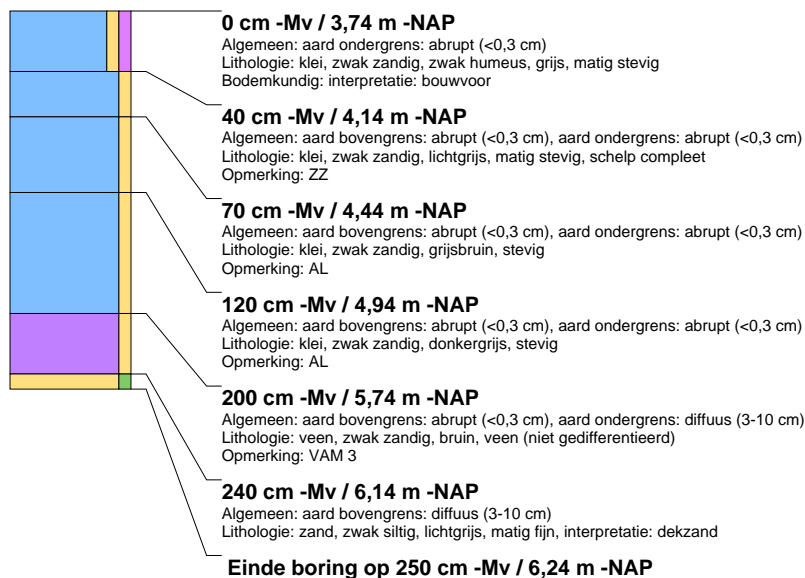 0 cm -Mv / 3,74 m -NAP
Algemeen: aard ondergrens: abrupt (<0,3 cm)
Lithologie: klei, zwak zandig, zwak humeus, grijs, matig stevig
Bodemkundig: interpretatie: bouwvoor
40 cm -Mv / 4,14 m -NAP
Algemeen: aard bovengrens: abrupt (<0,3 cm), aard ondergrens: abrupt (<0,3 cm)
Lithologie: klei, zwak zandig, lichtgrijs, matig stevig, schelp compleet
Opmerking: ZZ
70 cm -Mv / 4,44 m -NAP
Algemeen: aard bovengrens: abrupt (<0,3 cm), aard ondergrens: abrupt (<0,3 cm)
Lithologie: klei, zwak zandig, grijsbruin, stevig
Opmerking: AL
120 cm -Mv / 4,94 m -NAP
Algemeen: aard bovengrens: abrupt (<0,3 cm), aard ondergrens: abrupt (<0,3 cm)
Lithologie: klei, zwak zandig, donkergrijs, stevig
Opmerking: AL
200 cm -Mv / 5,74 m -NAP
Algemeen: aard bovengrens: abrupt (<0,3 cm), aard ondergrens: diffuus (3-10 cm)
Lithologie: veen, zwak zandig, bruin, veen (niet gedifferentieerd)
Opmerking: VAM 3
240 cm -Mv / 6,14 m -NAP
Algemeen: aard bovengrens: diffuus (3-10 cm)
Lithologie: zand, zwak siltig, lichtgrijs, matig fijn, interpretatie: dekzand
Einde boring op 250 cm -Mv / 6,24 m -NAP